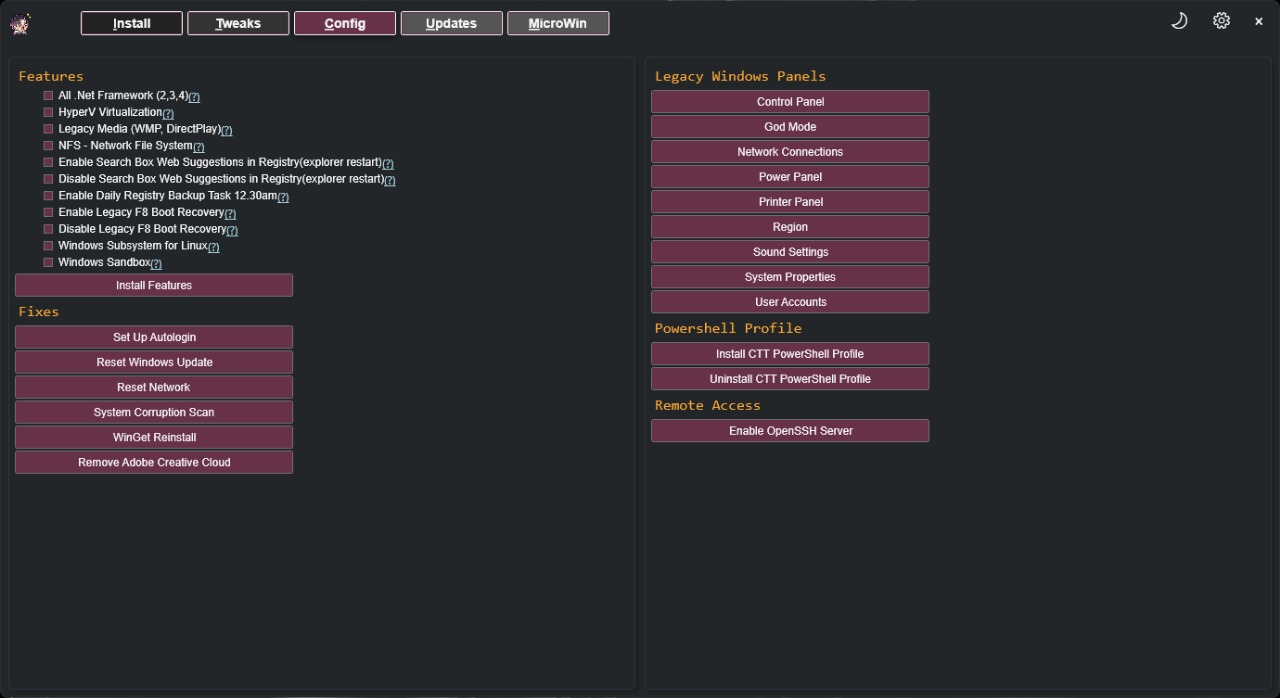 Install
Tweaks
Config
Updates
MicroWin
Features
All .Net Framework (2,3,4)(?)
HyperV Virtualization(?)
Legacy Media (WMP, DirectPlay)(?)
NFS - Network File System(?)
Enable Search Box Web Suggestions in Registry(explorer restart)(?)
Disable Search Box Web Suggestions in Registry(explorer restart)(?)
Enable Daily Registry Backup Task 12.30am(?)
Enable Legacy F8 Boot Recovery(?)
Disable Legacy F8 Boot Recovery(?)
Windows Subsystem for Linux(?)
Windows Sandbox(?)
Install Features
Fixes
Set Up Autologin
Reset Windows Update
Reset Network
System Corruption Scan
WinGet Reinstall
Remove Adobe Creative Cloud
Legacy Windows Panels
Control Panel
God Mode
Network Connections
Power Panel
Printer Panel
Region
Sound Settings
System Properties
User Accounts
Powershell Profile
Install CTT PowerShell Profile
Uninstall CTT PowerShell Profile
Remote Access
Enable OpenSSH Server